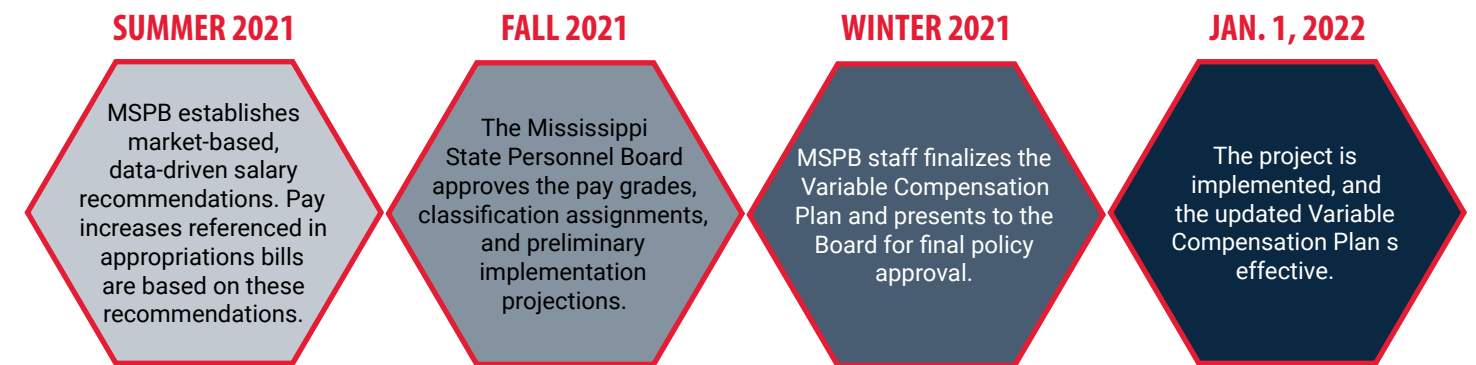 SUMMER 2021
MSPB establishes
market-based,
data-driven salary
recommendations. Pay
increases referenced in
appropriations bills
are based on these
recommendations.
FALL 2021
The Mississippi
State Personnel Board
approves the pay grades,
classification assignments,
and preliminary
implementation
projections.
WINTER 2021
MSPB staff finalizes the
Variable Compensation
Plan and presents to the
Board for final policy
approval.
JAN. 1, 2022
The project is
implemented, and
the updated Variable
Compensation Plan s
effective.